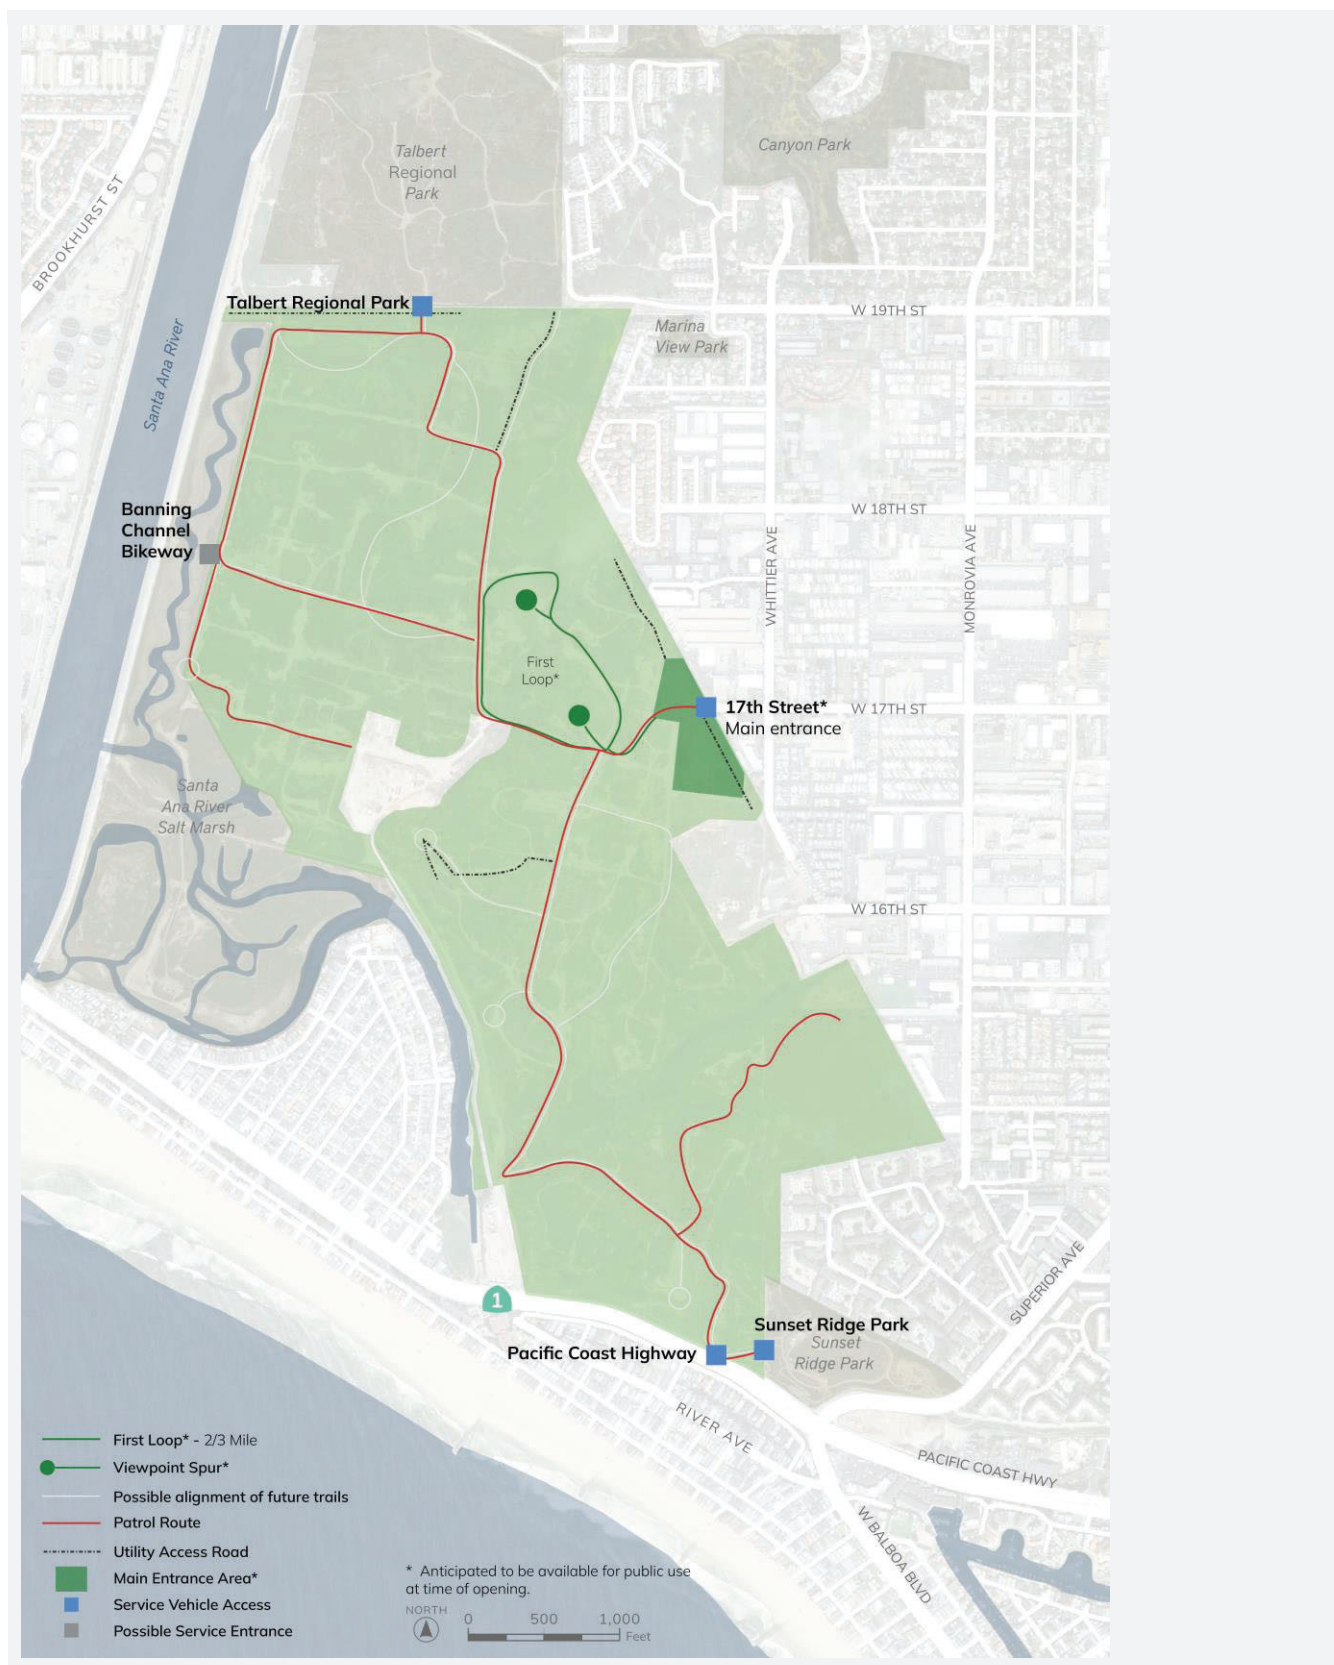 Talbert
Regional
Park
Canyon Park
BROOKHURST ST
Talbert Regional Park
W 19TH ST
Marina
View Park
Santa Ana River
Banning
Channel
Bikeway
W 18TH ST
WHITTIER AVE
MONROVIA AVE
First
Loop*
17th Street*
Main entrance
W 17TH ST
Santa
Ana River
Salt Marsh
W 16TH ST
SUPERIOR AVE
1
Sunset Ridge Park
Sunset
Ridge Park
Pacific Coast Highway
RIVER AVE
PACIFIC COAST HWY
W BALBOA BLVD
First Loop* - 2/3 Mile
Viewpoint Spur*
Possible alignment of future trails
Patrol Route
Utility Access Road
Main Entrance Area*
Service Vehicle Access
Possible Service Entrance
* Anticipated to be available for public use
at time of opening.
NORTH
0 500 1,000
Feet